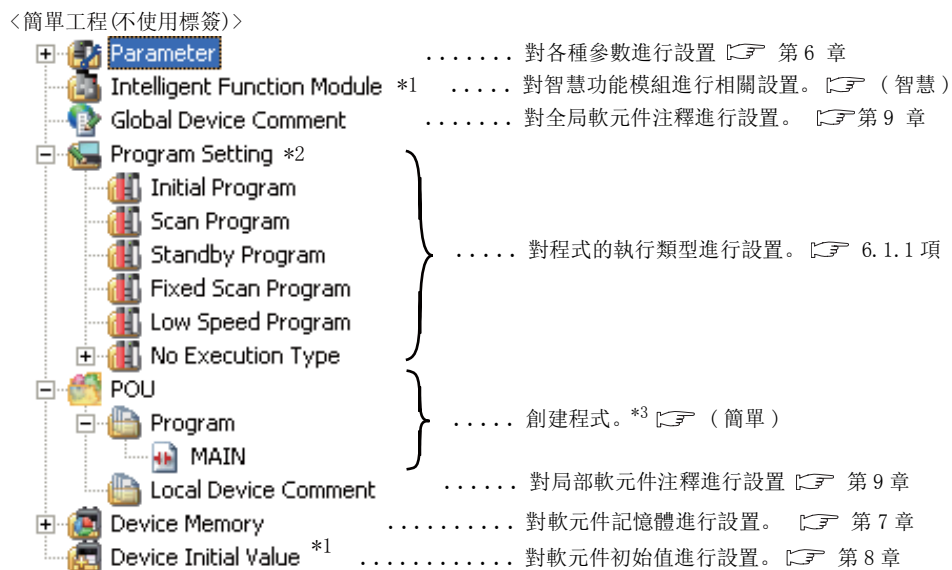 <簡單工程(不使用標簽)>
Parameter ....... 對各種參數進行設置 ☞ 第 6 章
Intelligent Function Module *1 ..... 對智慧功能模組進行相關設置。☞ (智慧)
Global Device Comment ....... 對全局軟元件注釋進行設置。 ☞第 9 章
Program Setting *2
Initial Program
Scan Program
Standby Program ..... 對程式的執行類型進行設置。☞ 6.1.1 項
Fixed Scan Program
Low Speed Program
No Execution Type
POU
Program ..... 創建程式。*3 ☞ (簡單)
MAIN
Local Device Comment ...... 對局部軟元件注釋進行設置 ☞ 第 9 章
Device Memory .......... 對軟元件記憶體進行設置。 ☞ 第 7 章
Device Initial Value *1 ............ 對軟元件初始值進行設置。☞ 第 8 章